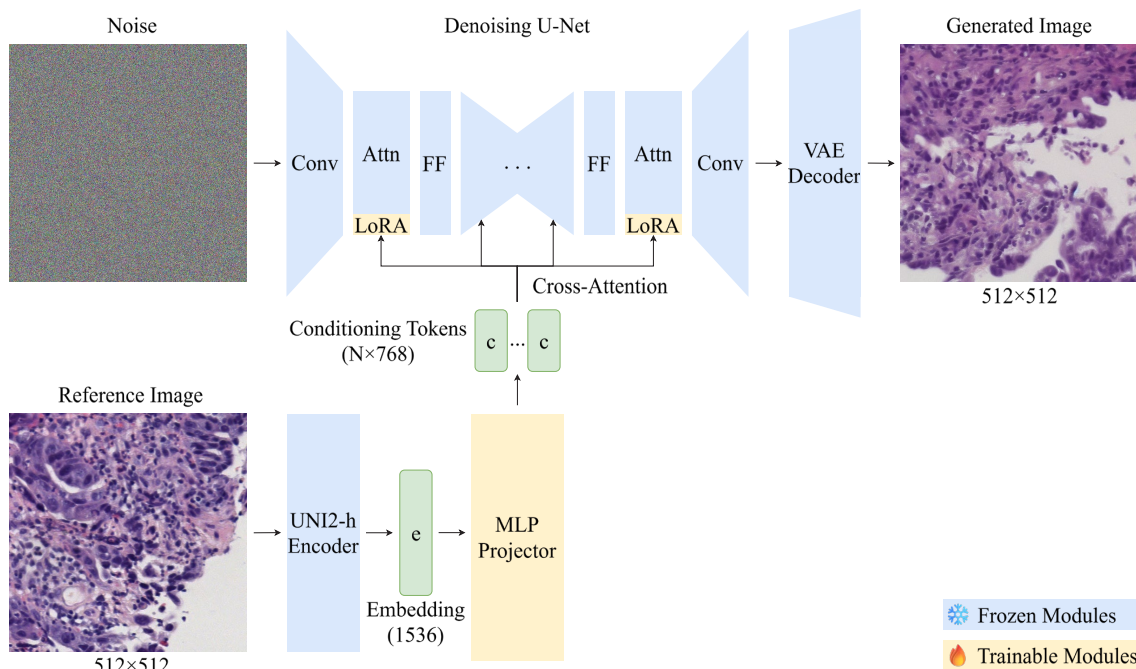 Noise
Denoising U-Net
Generated Image
Conv
Attn
FF
. . .
FF
Attn
Conv
VAE
Decoder
LoRA
LoRA
Cross-Attention
512×512
Conditioning Tokens
(N×768)
c
...
c
Reference Image
UNI2-h
Encoder
e
MLP
Projector
Embedding
(1536)
512×512
Frozen Modules
Trainable Modules